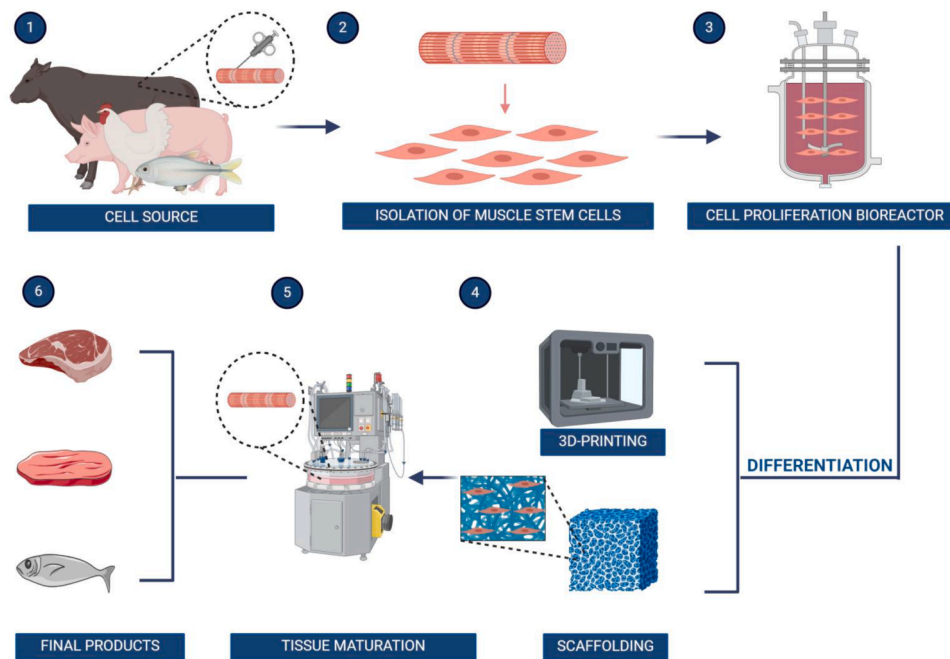 1
2
3
CELL SOURCE
ISOLATION OF MUSCLE STEM CELLS
CELL PROLIFERATION BIOREACTOR
6
5
4
3D-PRINTING
DIFFERENTIATION
FINAL PRODUCTS
TISSUE MATURATION
SCAFFOLDING